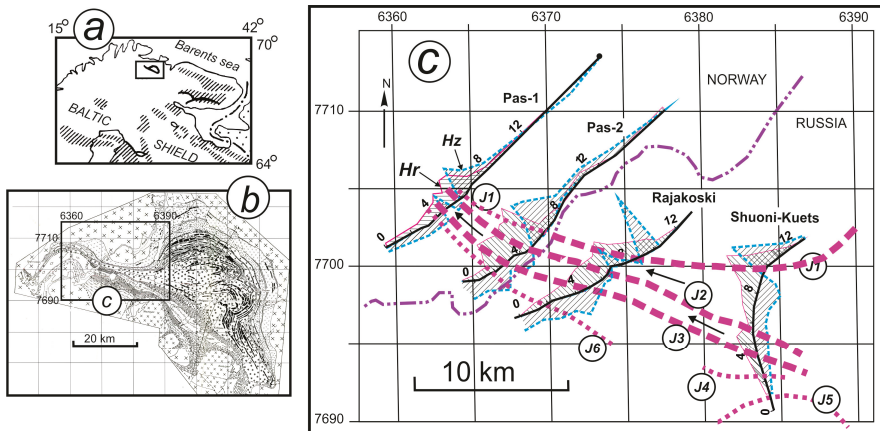 a
15° 42°
70°
Barents sea
b
BALTIC
SHIELD
64°
b
6360 6390
7710
7690
C
20 km
6360 6370 6380 6390
C
N
NORWAY
RUSSIA
7710
7700
7690
Pas-1
12
8
4
0
Hz
Hr
J1
Pas-2
12
8
4
0
Rajakoski
12
8
4
0
Shuoni-Kuets
12
8
4
0
J1
J2
J3
J6
J4
J5
10 km